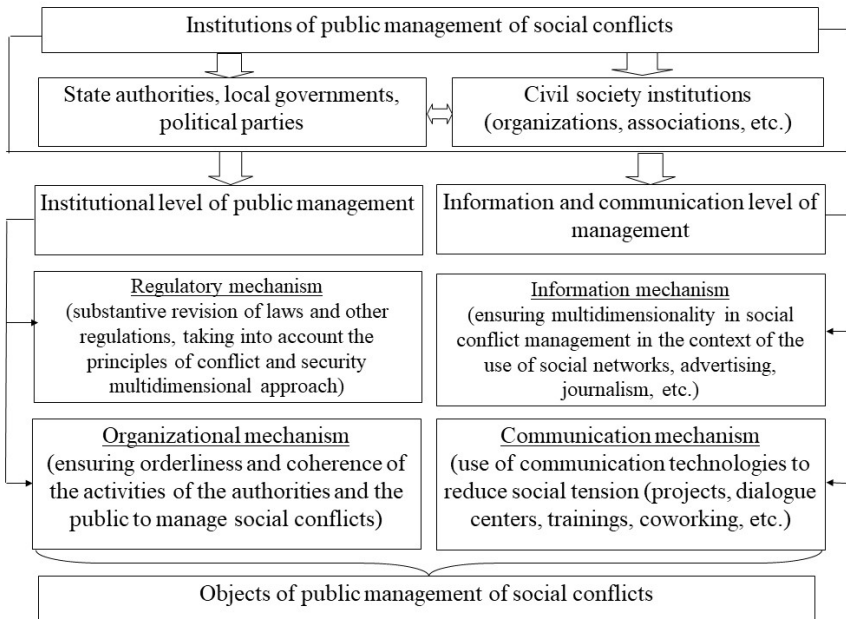 Institutions of public management of social conflicts
State authorities, local governments,
political parties
Civil society institutions
(organizations, associations, etc.)
Institutional level of public management
Information and communication level of
management
Regulatory mechanism
(substantive revision of laws and other
regulations, taking into account the
principles of conflict and security
multidimensional approach)
Information mechanism
(ensuring multidimensionality in social
conflict management in the context of the
use of social networks, advertising,
journalism, etc.)
Organizational mechanism
(ensuring orderliness and coherence of
the activities of the authorities and the
public to manage social conflicts)
Communication mechanism
(use of communication technologies to
reduce social tension (projects, dialogue
centers, trainings, coworking, etc.)
Objects of public management of social conflicts